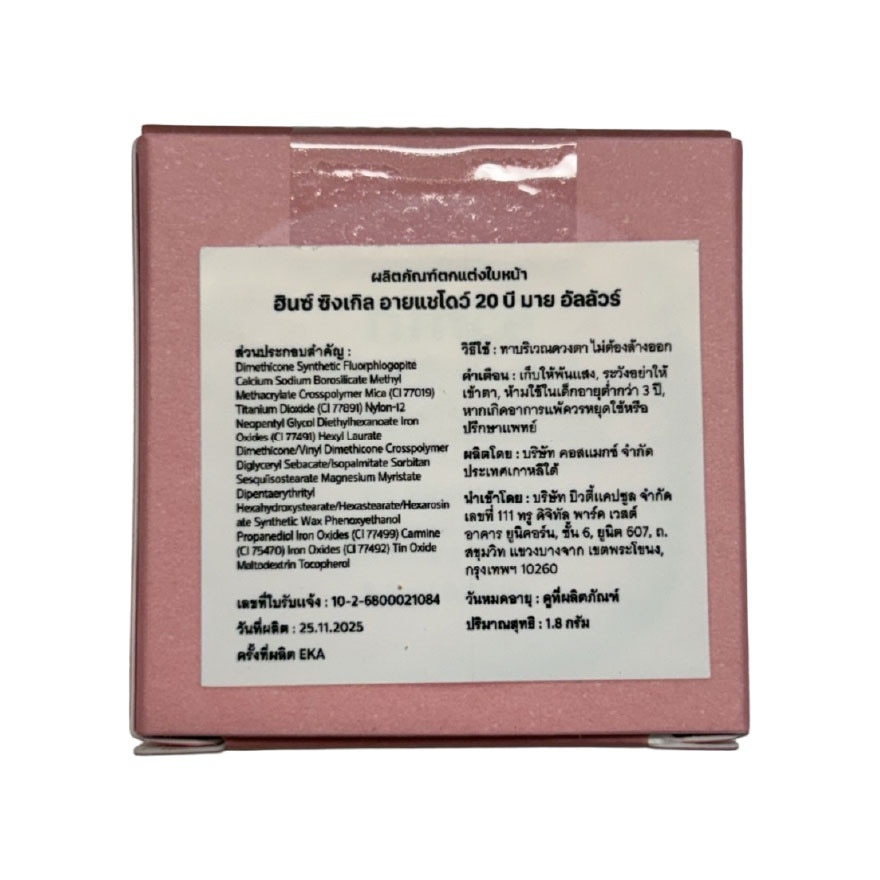 ผลิตภัณฑ์ตกแต่งใบหน้า
ฮินซ์ ซิงเกิล อายแชโดว์ 20 บี มาย อัลลัวร์
ส่วนประกอบสำคัญ :
Dimethicone Synthetic Fluorphlogopite
Calcium Sodium Borosilicate Methyl
Methacrylate Crosspolymer Mica (CI 77019)
Titanium Dioxide (CI 77891) Nylon-12
Neopentyl Glycol Diethylhexanoate Iron
Oxides (CI 77491) Hexyl Laurate
Dimethicone/Vinyl Dimethicone Crosspolymer
Diglyceryl Sebacate/Isopalmitate Sorbitan
Sesquiisostearate Magnesium Myristate
Dipentaerythrityl
Hexahydroxystearate/Hexastearate/Hexarosin
ate Synthetic Wax Phenoxyethanol
Propanediol Iron Oxides (CI 77499) Carmine
(CI 75470) Iron Oxides (CI 77492) Tin Oxide
Maltodextrin Tocopherol
เลขที่ใบรับแจ้ง : 10-2-6800021084
วันที่ผลิต : 25.11.2025
ครั้งที่ผลิต EKA
วิธีใช้ : ทาบริเวณดวงตา ไม่ต้องล้างออก
คำเตือน : เก็บให้พ้นแสง, ระวังอย่าให้
เข้าตา, ห้ามใช้ในเด็กอายุต่ำกว่า 3 ปี,
หากเกิดอาการแพ้ควรหยุดใช้หรือ
ปรึกษาแพทย์
ผลิตโดย : บริษัท คอสแมกซ์ จำกัด
ประเทศเกาหลีใต้
นำเข้าโดย : บริษัท บิวตี้แคปซูล จำกัด
เลขที่ 111 ทรู ดิจิทัล พาร์ค เวสต์
อาคาร ยูนิคอร์น, ชั้น 6, ยูนิต 607, ถ.
สุขุมวิท แขวงบางจาก เขตพระโขนง,
กรุงเทพฯ 10260
วันหมดอายุ : ดูที่ผลิตภัณฑ์
ปริมาณสุทธิ : 1.8 กรัม